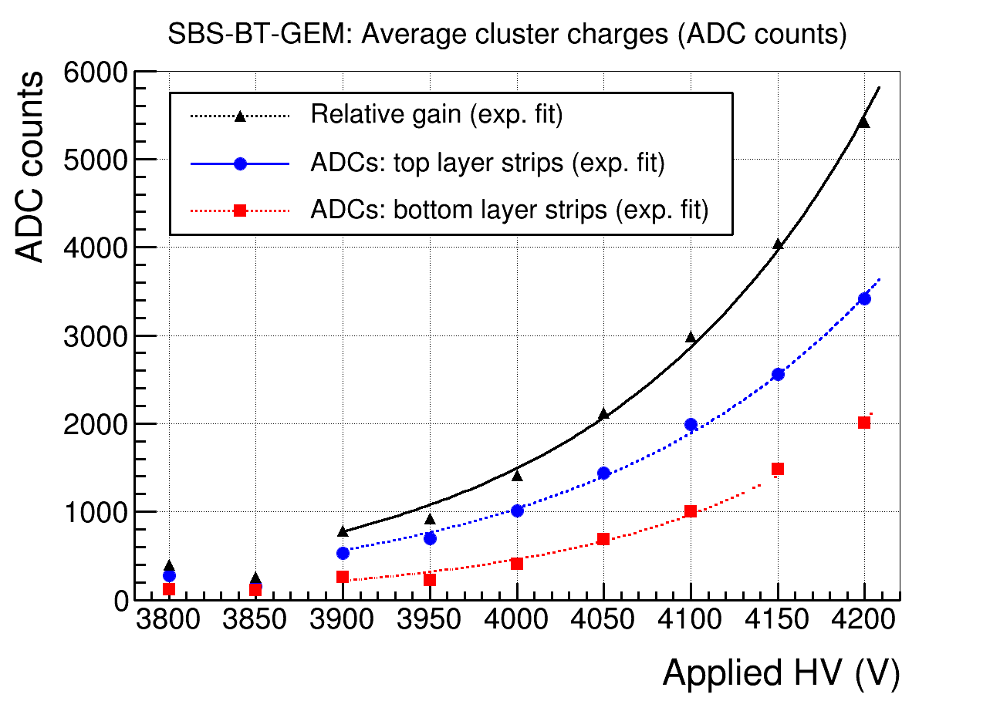 SBS-BT-GEM: Average cluster charges (ADC counts)
ADC counts
6000
5000
4000
3000
2000
1000
0
Relative gain (exp. fit)
ADCs: top layer strips (exp. fit)
ADCs: bottom layer strips (exp. fit)
3800 3850 3900 3950 4000 4050 4100 4150 4200
Applied HV (V)